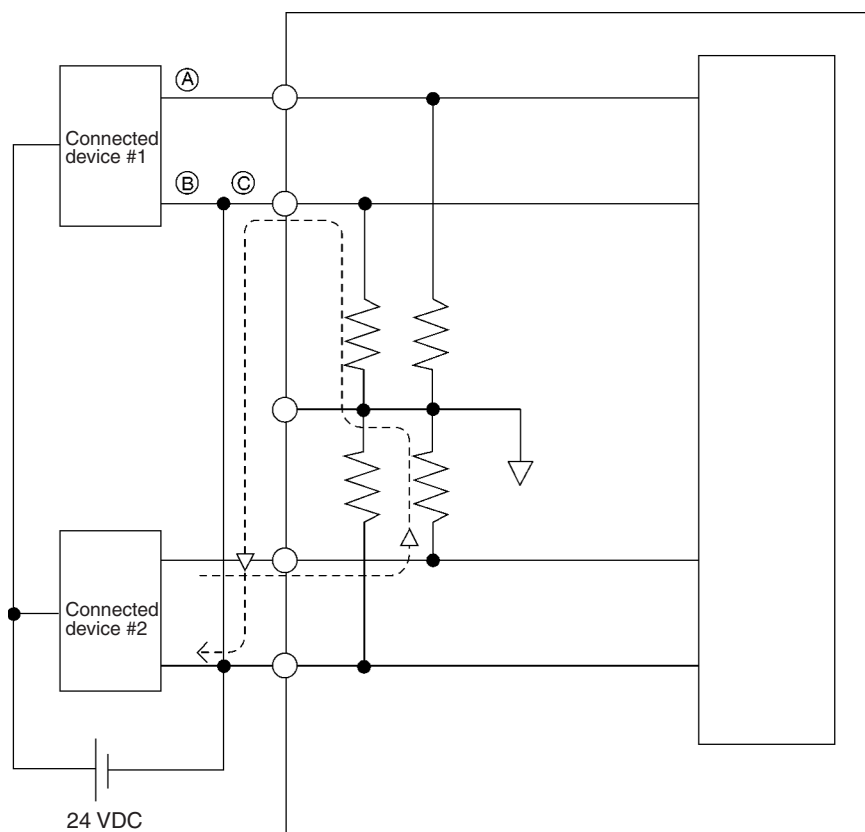 Ⓐ
Connected
device #1
Ⓑ Ⓒ
Connected
device #2
24 VDC